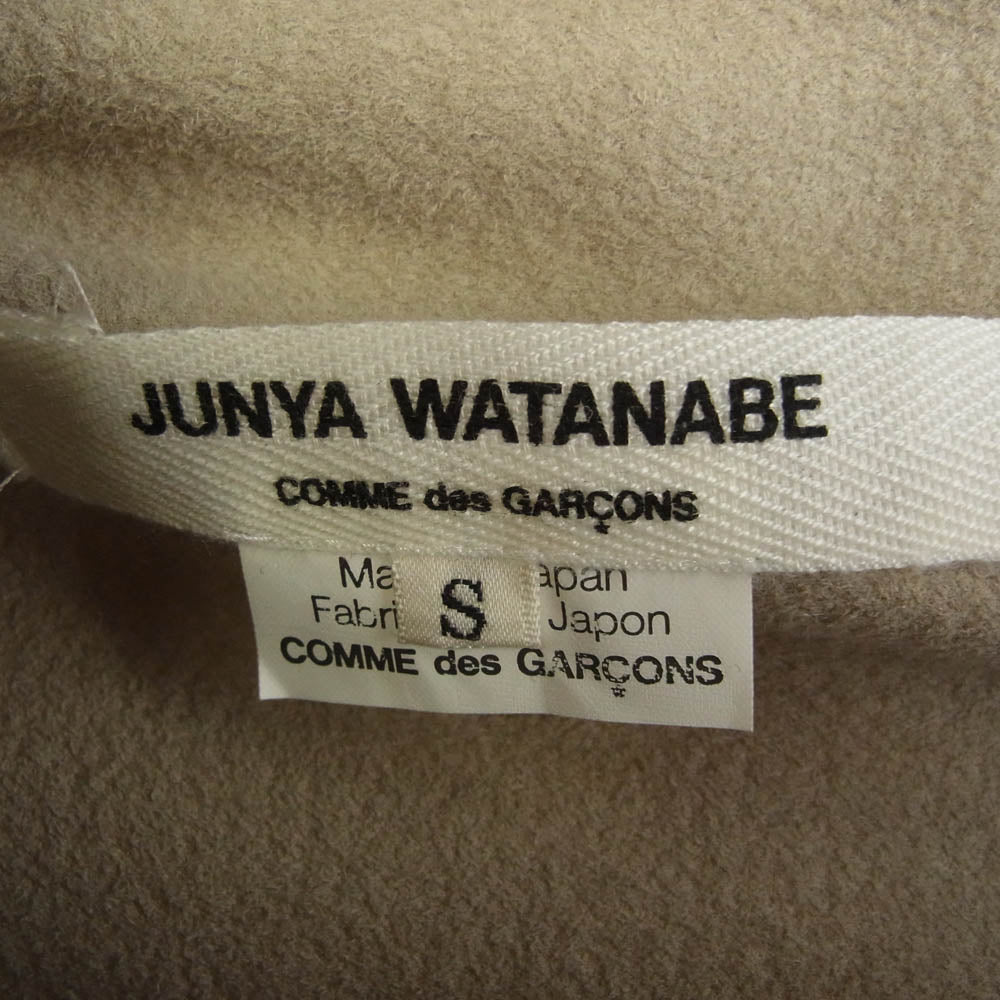 JUNYA WATANABE
COMME des GARÇONS
Ma apan
Fabri S Japon
COMME des GARÇONS